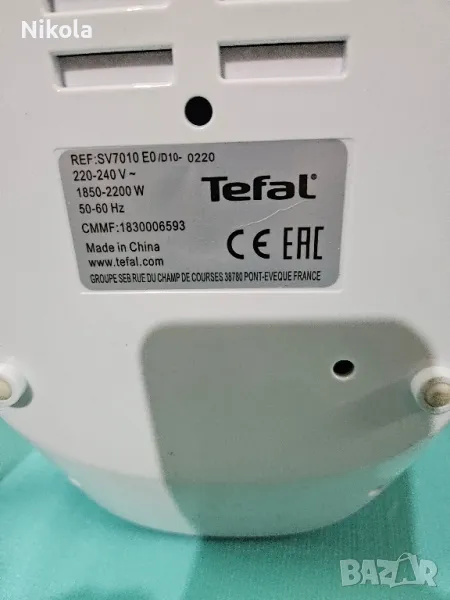 Nikola
REF:SV7010 E0/D10- 0220
220-240 V ~
1850-2200 W
50-60 Hz
Tefal
CMMF:1830006593
Made in China
www.tefal.com
CE EAC
GROUPE SEB RUE DU CHAMP DE COURSES 38780 PONT-EVEQUE FRANCE
BAZAR